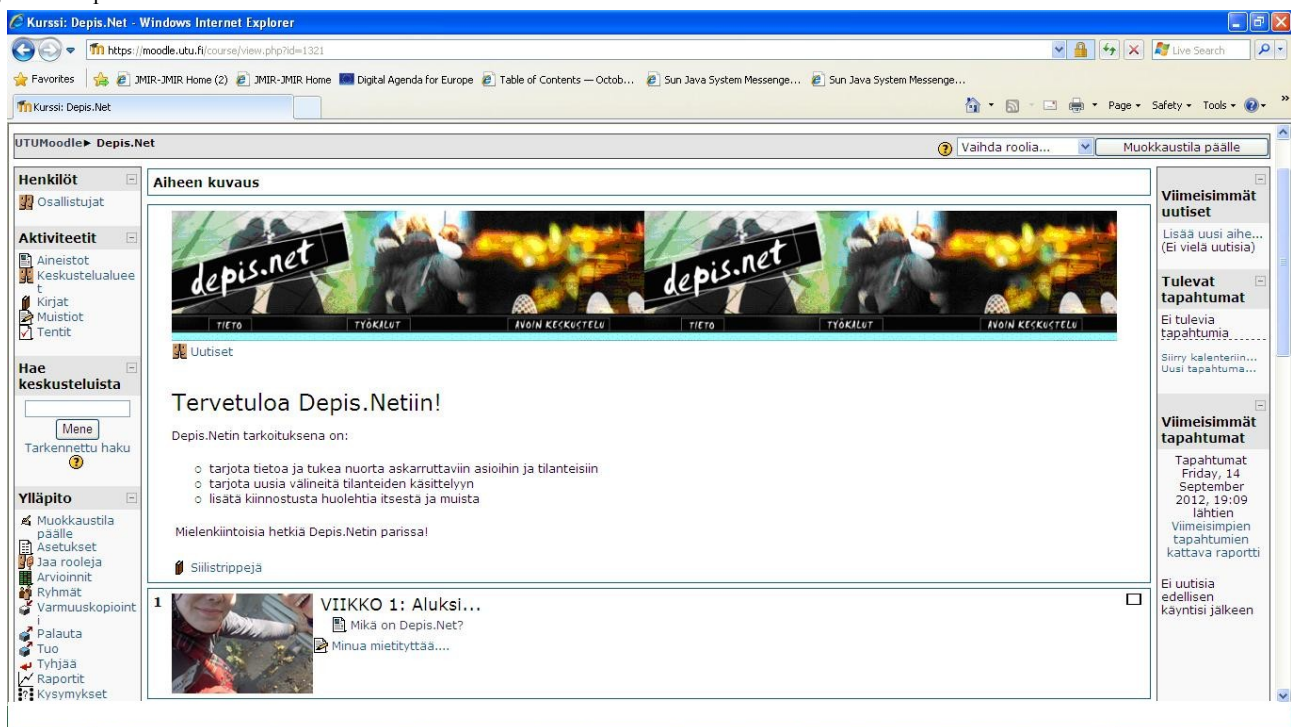 Kurssi: Depis.Net - Windows Internet Explorer
https://moodle.utu.fi/course/view.php?id=1321
Live Search
Favorites
JMIR-JMIR Home (2)
JMIR-JMIR Home
Digital Agenda for Europe
Table of Contents — Octob...
Sun Java System Messenge...
Sun Java System Messenge...
Kurssi: Depis.Net
Page
Safety
Tools
»
UTUMoodle► Depis.Net
Vaihda roolia...
Muokkaustila päälle
Henkilöt
Osallistujat
Aktiviteetit
Aineistot
Keskustelualuee
t
Kirjat
Muistiot
Tentit
Hae
keskusteluista
Mene
Tarkennettu haku
Ylläpito
Muokkaustila
päälle
Asetukset
Jaa rooleja
Arvioinnit
Ryhmät
Varmuuskopioint
i
Palauta
Tuo
Tyhjää
Raportit
Kysymykset
Aiheen kuvaus
depis.net
depis.net
TIETO
TYÖKALUT
AVOIN KESKUSTELU
TIETO
TYÖKALUT
AVOIN KESKUSTELU
Uutiset
Tervetuloa Depis.Netiin!
Depis.Netin tarkoituksena on:
tarjota tietoa ja tukea nuorta askarruttaviin asioihin ja tilanteisiin
tarjota uusia välineitä tilanteiden käsittelyyn
lisätä kiinnostusta huolehtia itsestä ja muista
Mielenkiintoisia hetkiä Depis.Netin parissa!
Siilistrippejä
1
VIIKKO 1: Aluksi...
Mikä on Depis.Net?
Minua mietityttää....
Viimeisimmät
uutiset
Lisää uusi aihe...
(Ei vielä uutisia)
Tulevat
tapahtumat
Ei tulevia
tapahtumia
Siirry kalenteriin...
Uusi tapahtuma...
Viimeisimmät
tapahtumat
Tapahtumat
Friday, 14
September
2012, 19:09
lähtien
Viimeisimpien
tapahtumien
kattava raportti
Ei uutisia
edellisen
käyntisi jälkeen